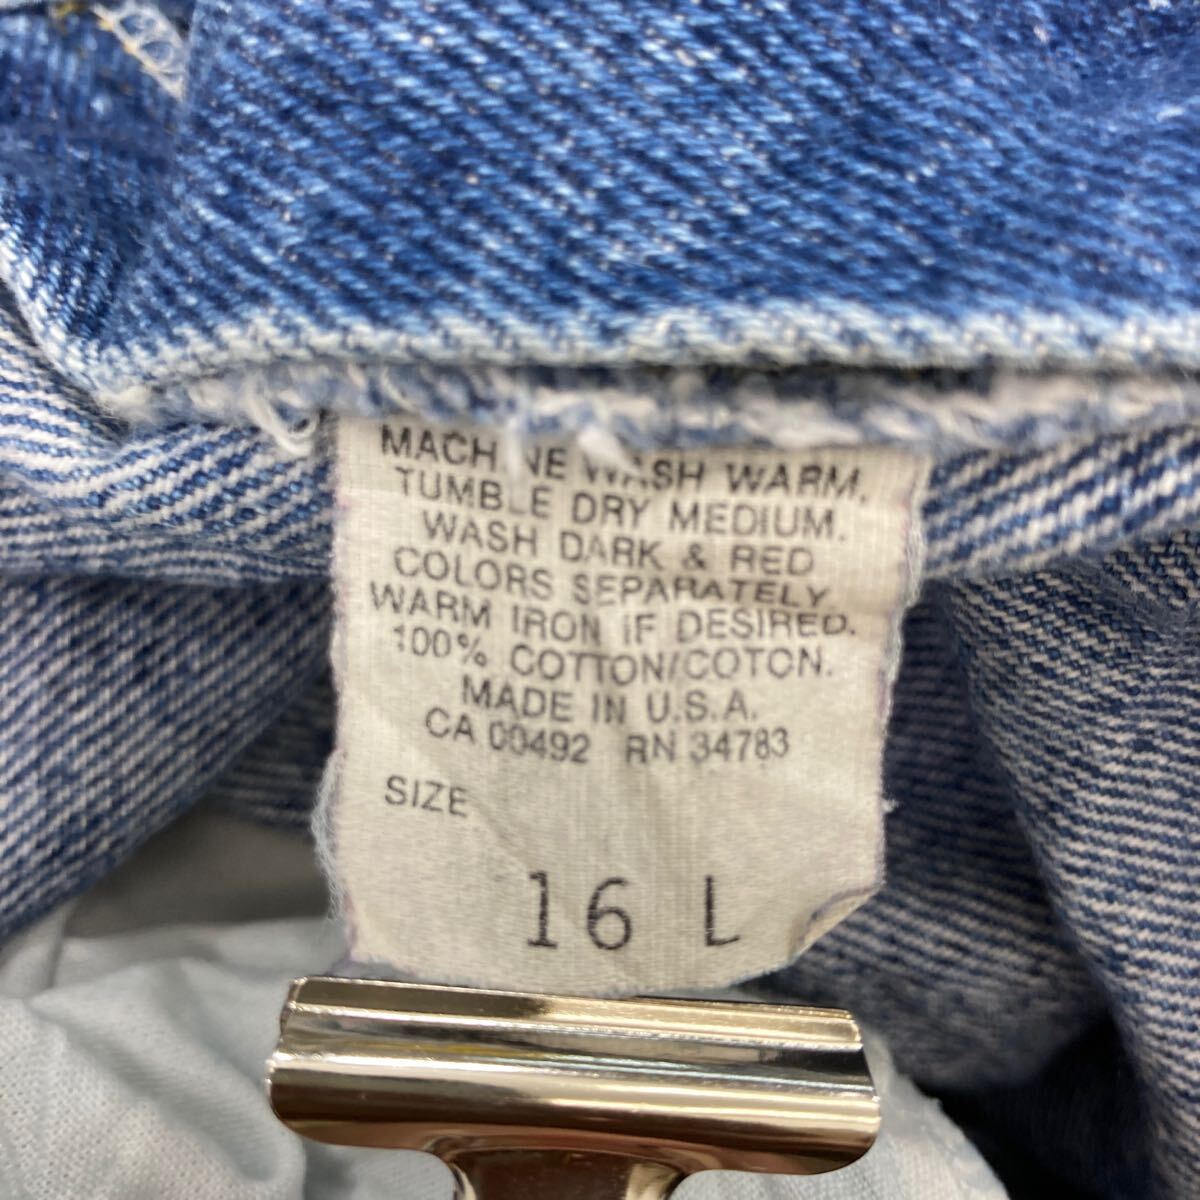 MACHINE WASH WARM.
TUMBLE DRY MEDIUM.
WASH DARK & RED
COLORS SEPARATELY.
WARM IRON IF DESIRED.
100% COTTON/COTON.
MADE IN U.S.A.
CA 00492 RN 34783
SIZE
16 L